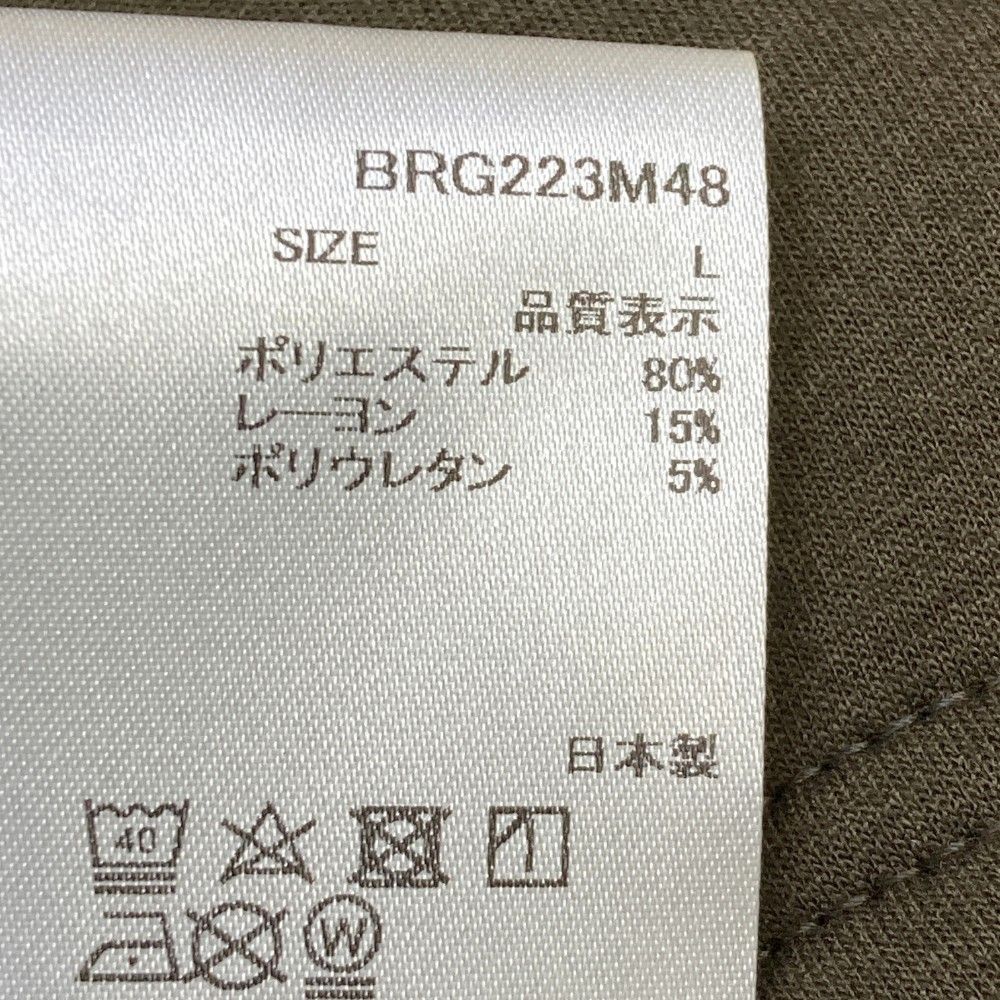 BRG223M48
SIZE L
品質表示
ポリエステル 80%
レーヨン 15%
ポリウレタン 5%
日本製
40
W